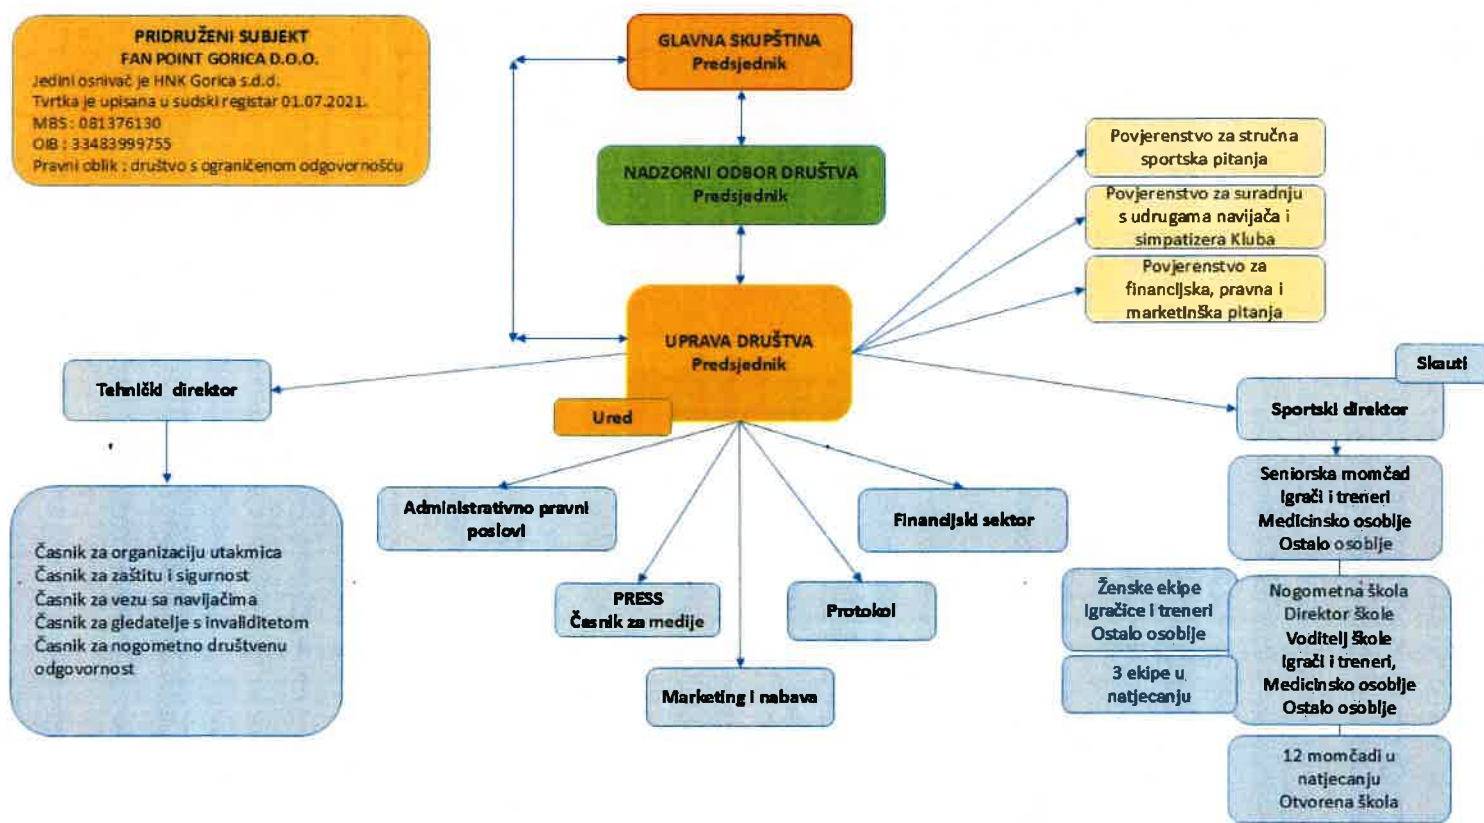 PRIDRUŽENI SUBJEKT
FAN POINT GORICA D.O.O.
Jedini osnivač je HNK Gorica s.d.d.
Tvrtka je upisana u sudski registar 01.07.2021.
MBS : 081376130
OIB : 33483999755
Pravni oblik : društvo s ograničenom odgovornošću
GLAVNA SKUPŠTINA
Predsjednik
NADZORNI ODBOR DRUŠTVA
Predsjednik
Povjerenstvo za stručna
sportska pitanja
Povjerenstvo za suradnju
s udrugama navijača i
simpatizera Kluba
Povjerenstvo za
financijska, pravna i
marketinška pitanja
UPRAVA DRUŠTVA
Predsjednik
Ured
Tehnički direktor
Skauti
Sportski direktor
Časnik za organizaciju utakmica
Časnik za zaštitu i sigurnost
Časnik za vezu sa navijačima
Časnik za gledatelje s invaliditetom
Časnik za nogometno društvenu
odgovornost
Administrativno pravni
poslovi
PRESS
Časnik za medije
Marketing i nabava
Protokol
Financijski sektor
Seniorska momčad
Igrači i treneri
Medicinsko osoblje
Ostalo osoblje
Ženske ekipe
Igračice i treneri
Ostalo osoblje
3 ekipe u
natjecanju
Nogometna škola
Direktor škole
Voditelj škole
Igrači i treneri,
Medicinsko osoblje
Ostalo osoblje
12 momčadi u
natjecanju
Otvorena škola